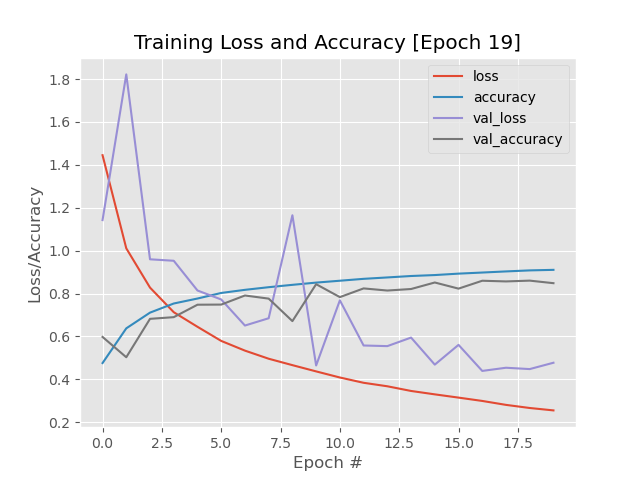 Training Loss and Accuracy [Epoch 19]
loss
accuracy
val_loss
val_accuracy
Loss/Accuracy
1.8
1.6
1.4
1.2
1.0
0.8
0.6
0.4
0.2
0.0 2.5 5.0 7.5 10.0 12.5 15.0 17.5
Epoch #